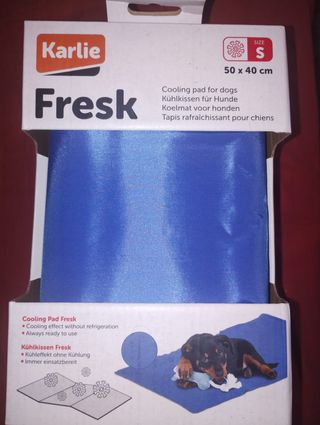 Karlie
SIZE
S
50 x 40 cm
Fresk
Cooling pad for dogs
Kühlkissen für Hunde
Koelmat voor honden
Tapis rafraîchissant pour chiens
Cooling Pad Fresk
• Cooling effect without refrigeration
• Always ready to use
Kühlkissen Fresk
• Kühleffekt ohne Kühlung
• Immer einsatzbereit